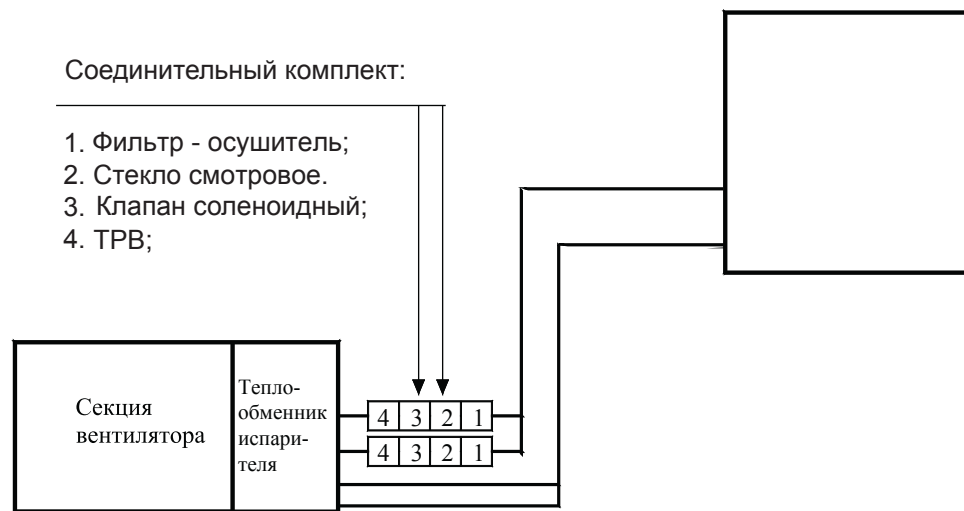 Соединительный комплект:
1. Фильтр - осушитель;
2. Стекло смотровое.
3. Клапан соленоидный;
4. ТРВ;
Секция
вентилятора
Тепло-
обменник
испари-
теля
4 3 2 1
4 3 2 1